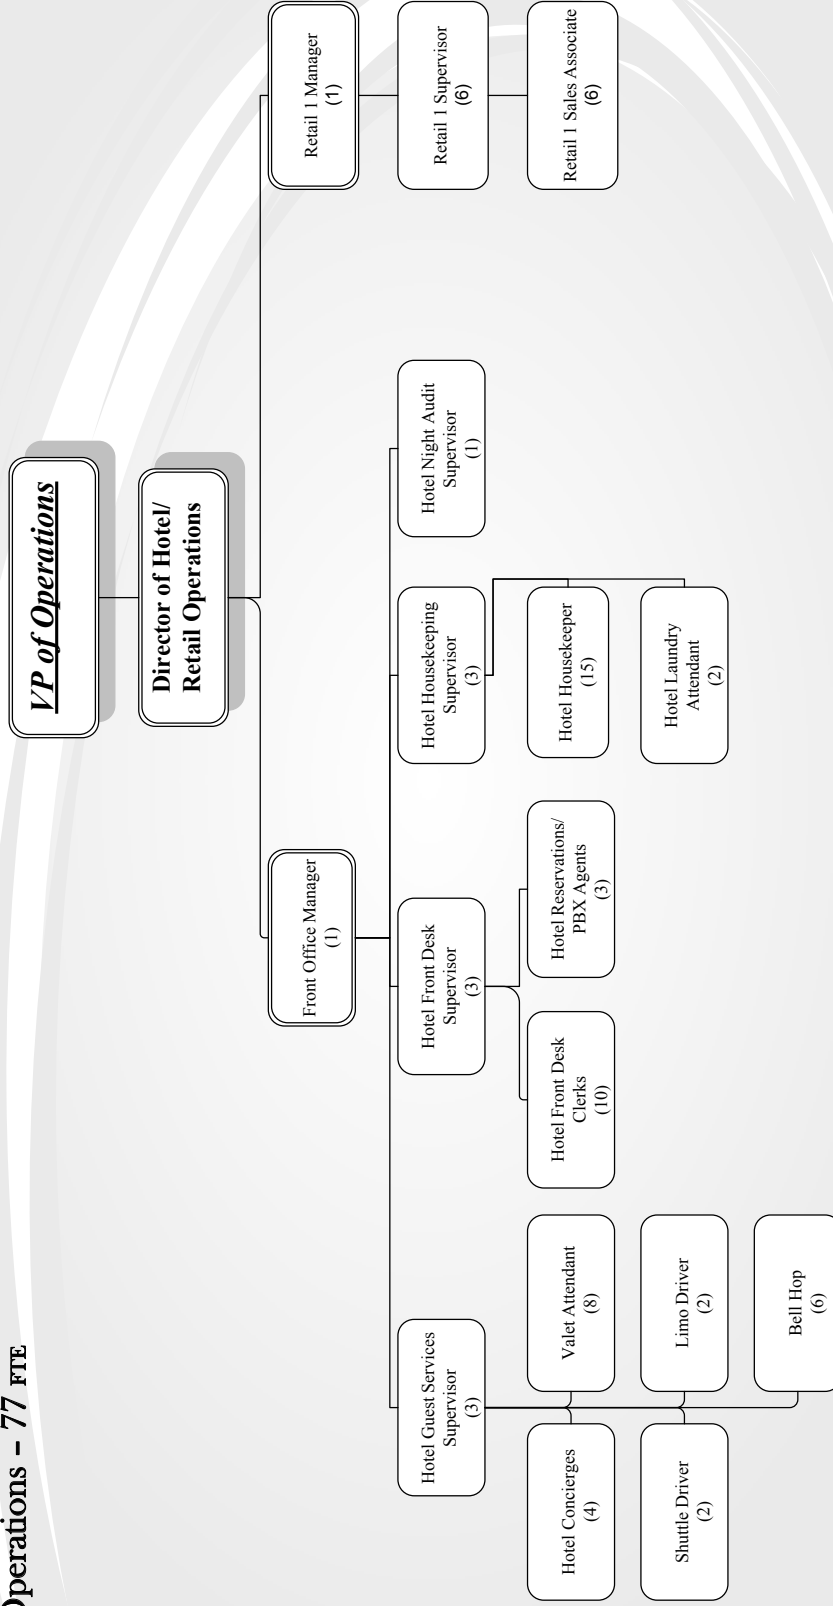 Operations – 77 FTE
VP of Operations
Director of Hotel/
Retail Operations
Front Office Manager
(1)
Retail 1 Manager
(1)
Hotel Guest Services
Supervisor
(3)
Hotel Front Desk
Supervisor
(3)
Hotel Housekeeping
Supervisor
(3)
Hotel Night Audit
Supervisor
(1)
Retail 1 Supervisor
(6)
Hotel Concierges
(4)
Valet Attendant
(8)
Hotel Front Desk
Clerks
(10)
Hotel Reservations/
PBX Agents
(3)
Hotel Housekeeper
(15)
Retail 1 Sales Associate
(6)
Shuttle Driver
(2)
Limo Driver
(2)
Hotel Laundry
Attendant
(2)
Bell Hop
(6)